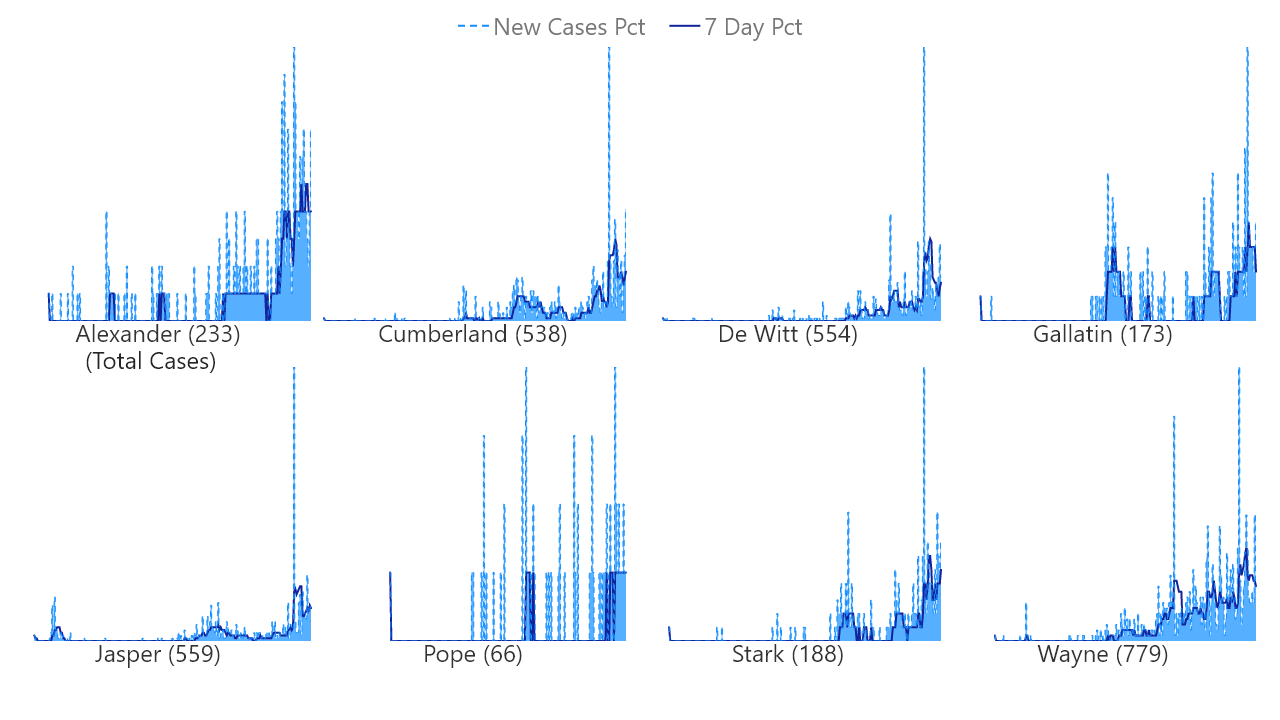 New Cases Pct 7 Day Pct
Alexander (233) Cumberland (538) De Witt (554) Gallatin (173)
(Total Cases)
Jasper (559) Pope (66) Stark (188) Wayne (779)